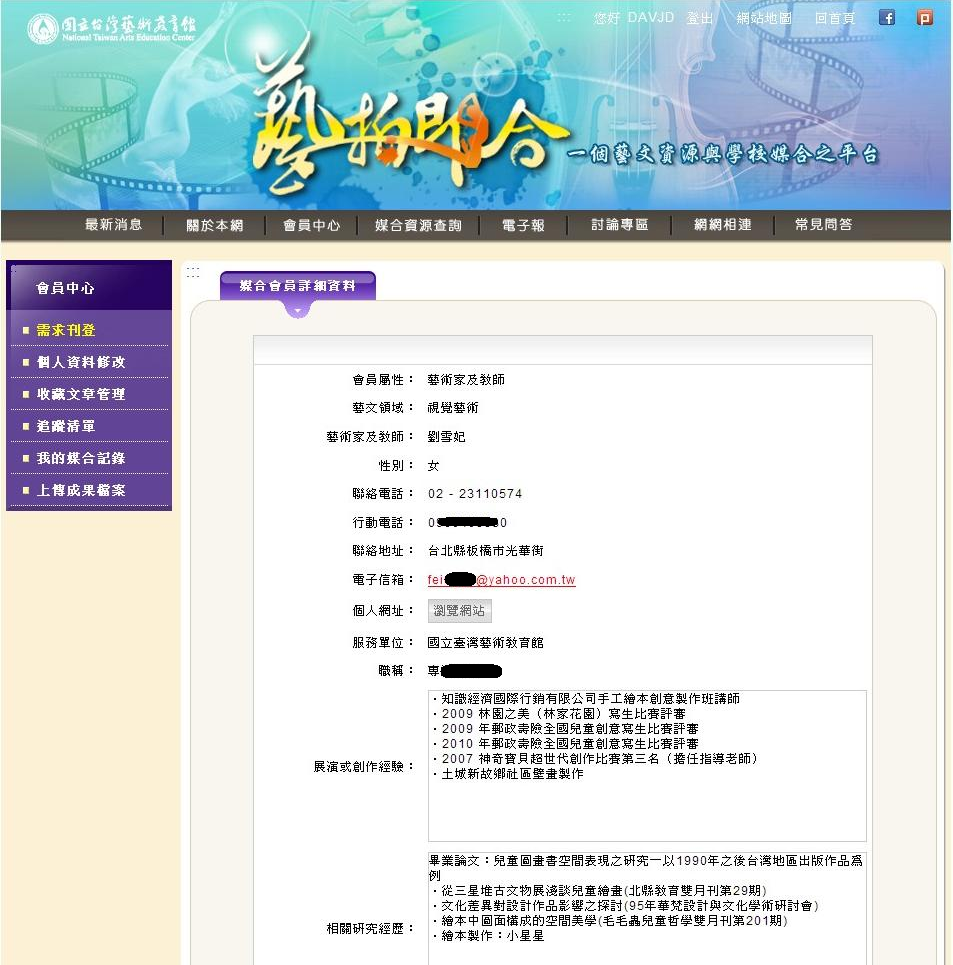 國立台灣藝術教育館
National Taiwan Arts Education Center
::: 您好 DAVJD 登出 網站地圖 回首頁
藝拍即合
一個藝文資源與學校媒合之平台
最新消息 關於本網 會員中心 媒合資源查詢 電子報 討論專區 網網相連 常見問答
會員中心
需求刊登
個人資料修改
收藏文章管理
追蹤清單
我的媒合記錄
上傳成果檔案
:::
媒合會員詳細資料
會員屬性： 藝術家及教師
藝文領域： 視覺藝術
藝術家及教師： 劉雪妃
性別： 女
聯絡電話： 02 - 23110574
行動電話： 0 0
聯絡地址： 台北縣板橋市光華街
電子信箱： fei @yahoo.com.tw
個人網址： 瀏覽網站
服務單位： 國立臺灣藝術教育館
職稱： 專
展演或創作經驗：
‧知識經濟國際行銷有限公司手工繪本創意製作班講師
‧2009 林園之美（林家花園）寫生比賽評審
‧2009 年郵政壽險全國兒童創意寫生比賽評審
‧2010 年郵政壽險全國兒童創意寫生比賽評審
‧2007 神奇寶貝超世代創作比賽第三名（擔任指導老師）
‧土城新故鄉社區壁畫製作
相關研究經歷：
畢業論文：兒童圖畫書空間表現之研究一以1990年之後台灣地區出版作品為
例
‧從三星堆古文物展淺談兒童繪畫(北縣教育雙月刊第29期)
‧文化差異對設計作品影響之探討(95年華梵設計與文化學術研討會)
‧繪本中圖面構成的空間美學(毛毛蟲兒童哲學雙月刊第201期)
‧繪本製作：小星星